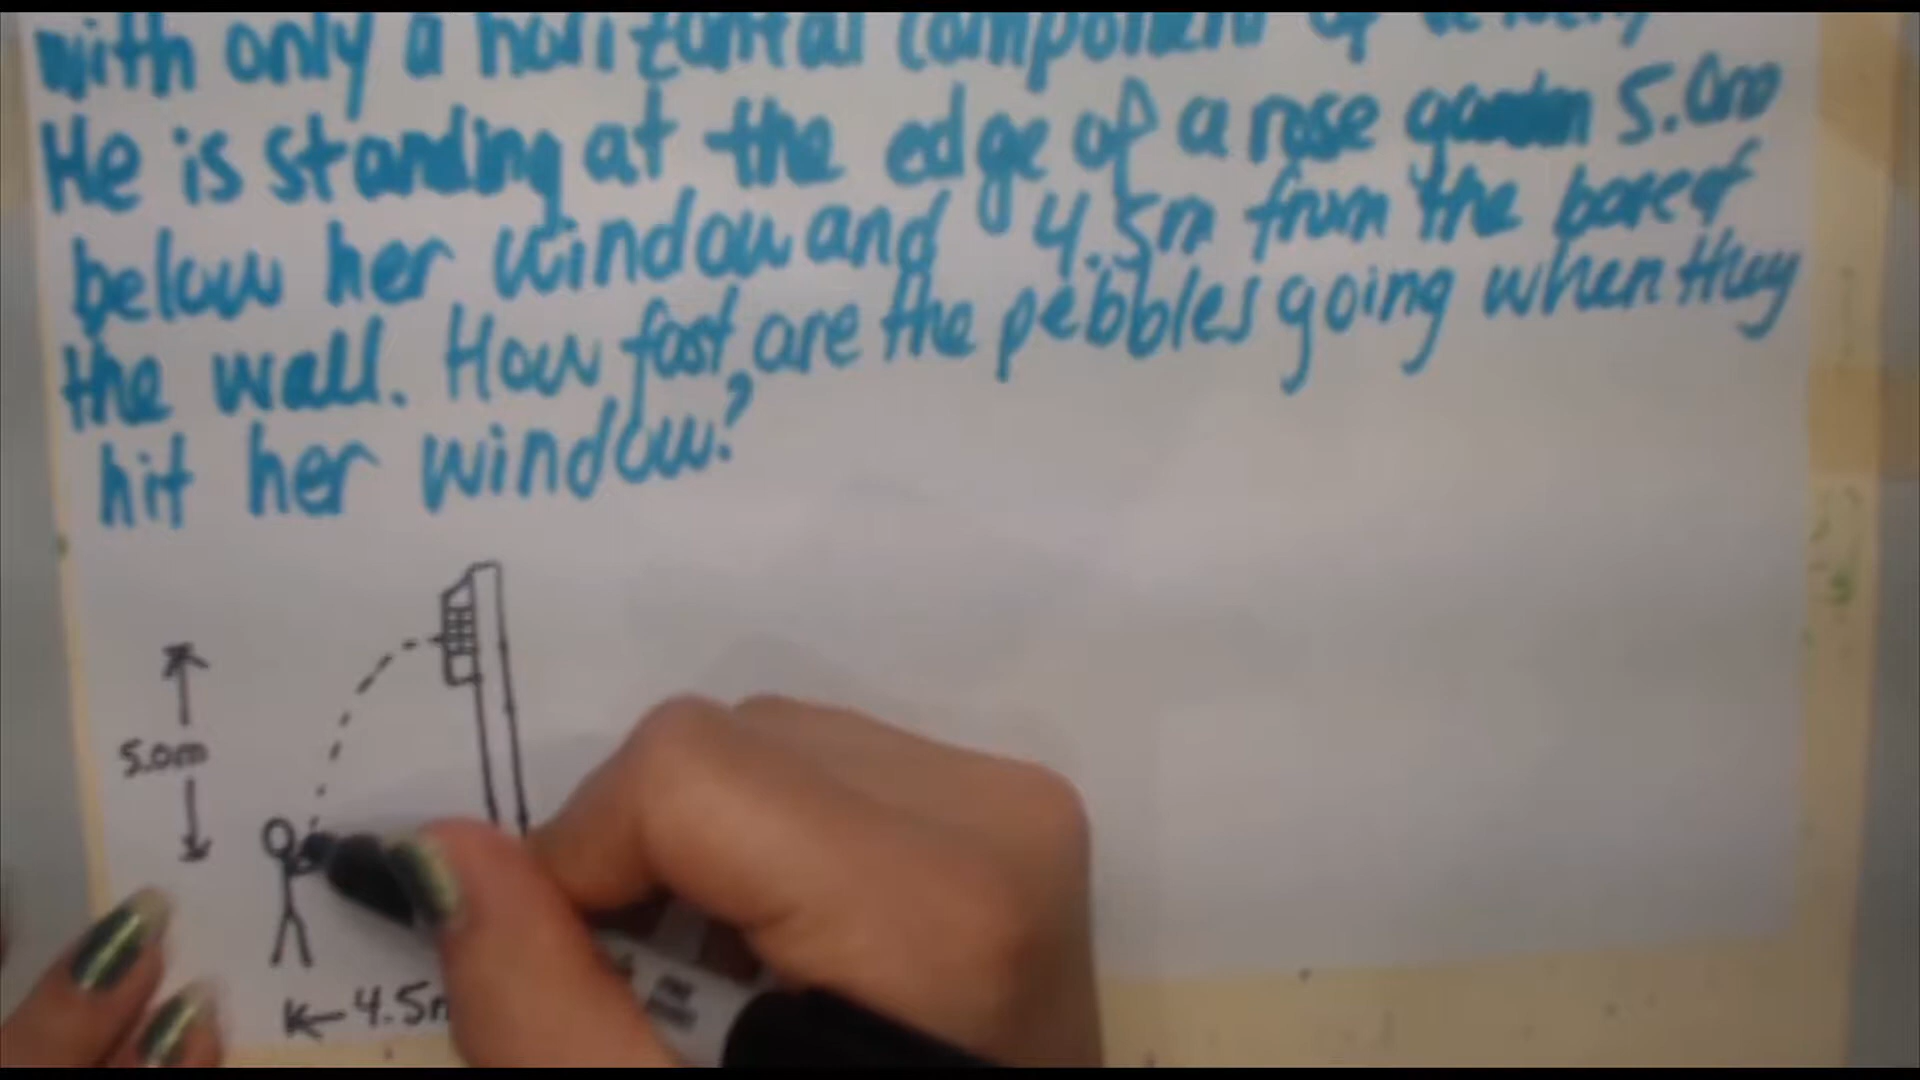 with only a horizontal component of velocity
He is standing at the edge of a rose garden 5.0m
below her window and 4.5m from the base of
the wall. How fast, are the pebbles going when they
hit her window?
5.0m
4.5m